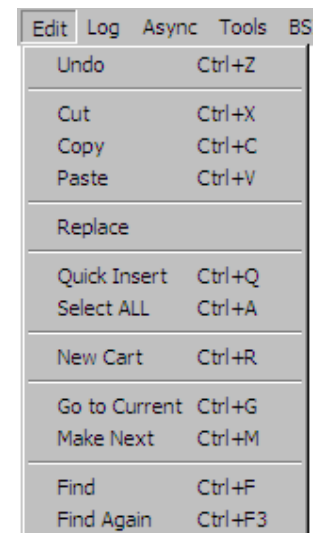 Edit Log Async Tools BS
Undo Ctrl+Z
Cut Ctrl+X
Copy Ctrl+C
Paste Ctrl+V
Replace
Quick Insert Ctrl+Q
Select ALL Ctrl+A
New Cart Ctrl+R
Go to Current Ctrl+G
Make Next Ctrl+M
Find Ctrl+F
Find Again Ctrl+F3